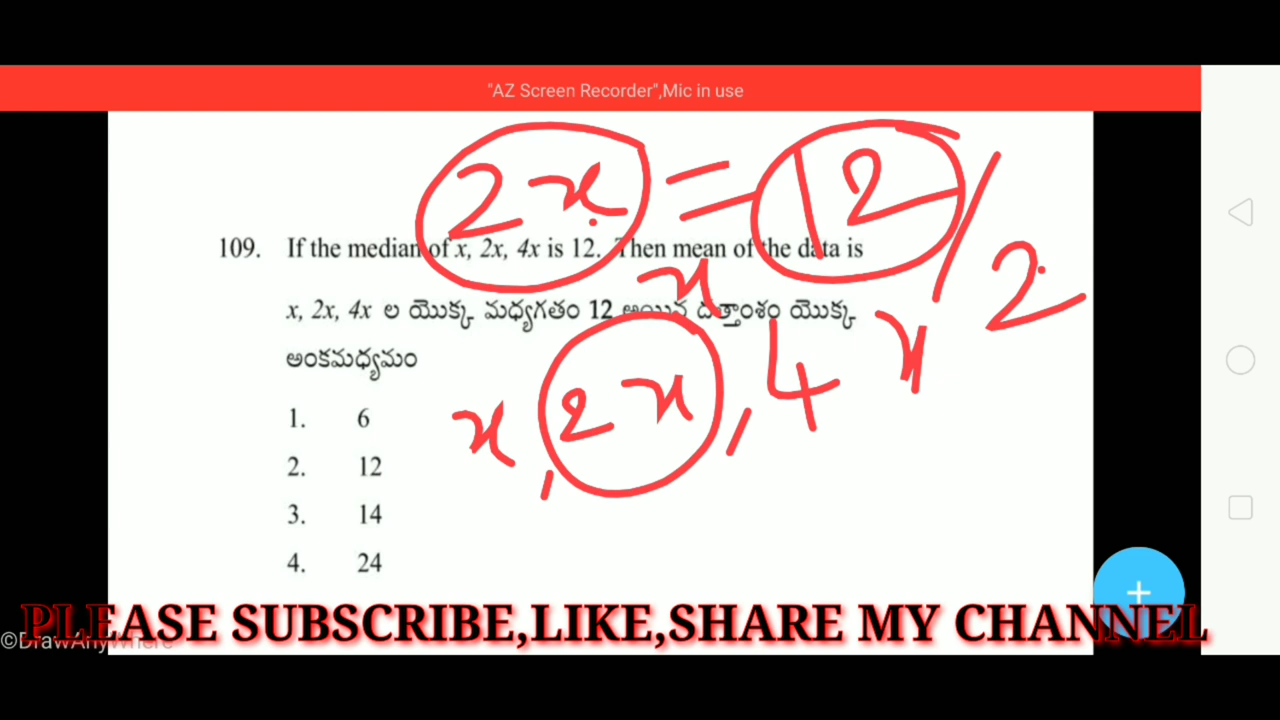 "AZ Screen Recorder",Mic in use
2x = 12/2
109. If the median of x, 2x, 4x is 12. Then mean of the data is
x
x, 2x, 4x ల యొక్క మధ్యగతం 12 అయిన దత్తాంశం యొక్క
అంకమధ్యమం
x, 2x, 4x
1. 6
2. 12
3. 14
4. 24
+
PLEASE SUBSCRIBE,LIKE,SHARE MY CHANNEL
©DrawAnywhere